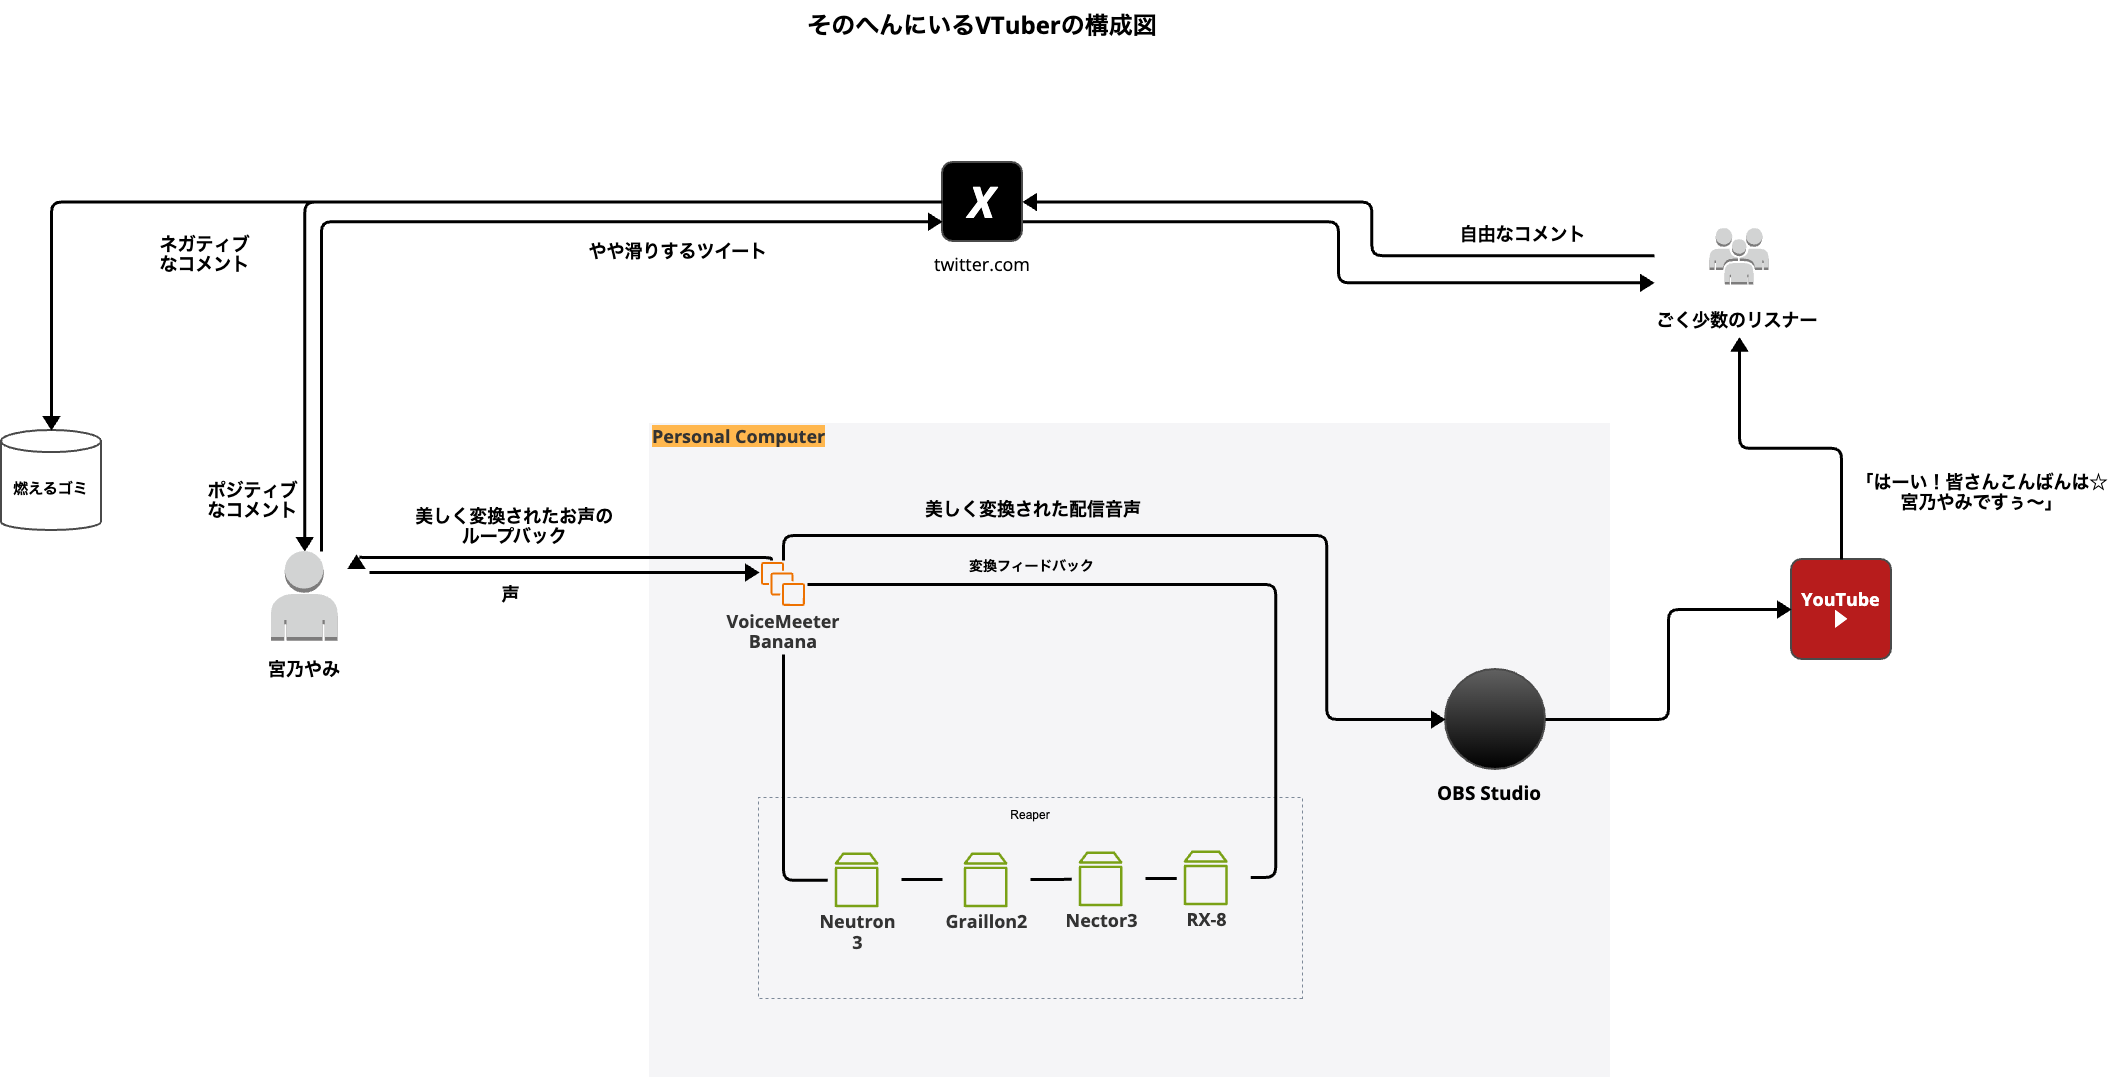 そのへんにいるVTuberの構成図
X
twitter.com
ネガティブ
なコメント
やや滑りするツイート
自由なコメント
ごく少数のリスナー
燃えるゴミ
ポジティブ
なコメント
美しく変換されたお声の
ループバック
声
宮乃やみ
Personal Computer
美しく変換された配信音声
変換フィードバック
VoiceMeeter
Banana
「はーい！皆さんこんばんは☆
宮乃やみですぅ〜」
YouTube
OBS Studio
Reaper
Neutron
3
Graillon2
Nector3
RX-8